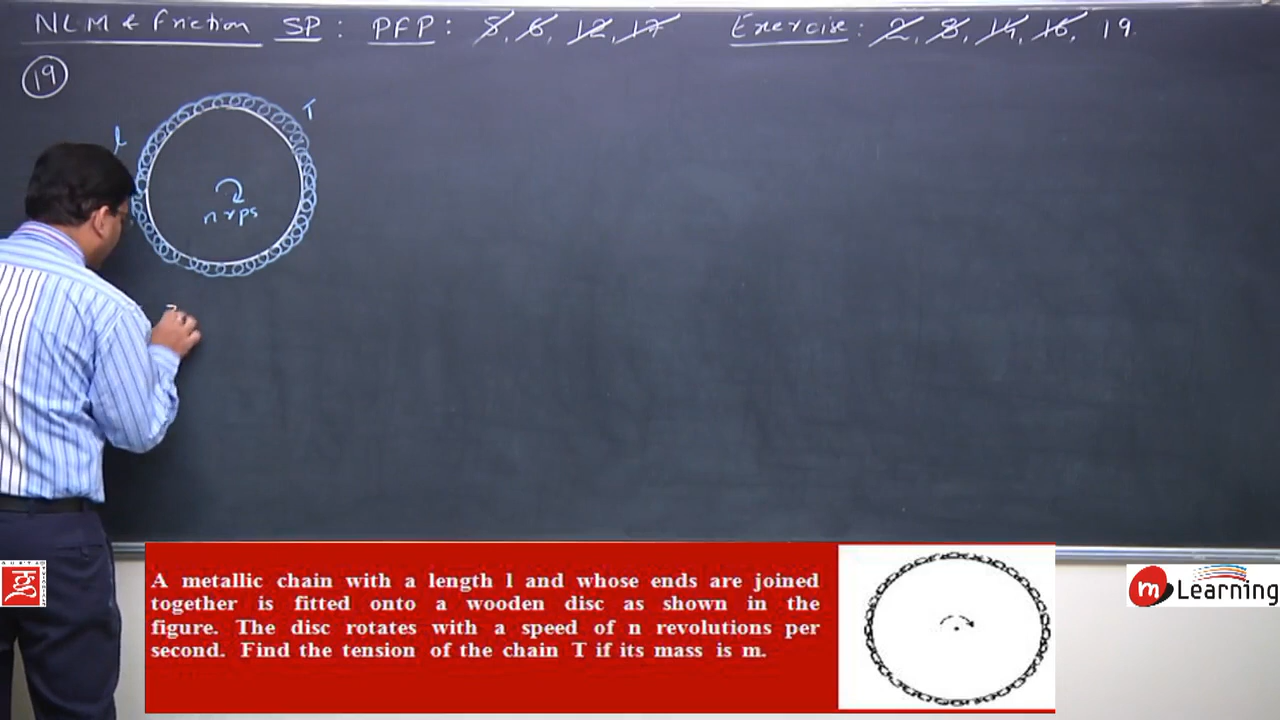 NLM & Friction SP : PFP : 5, 6, 12, 17 Exercise : 2, 8, 14, 16, 19
19
T
l
n rps
A metallic chain with a length l and whose ends are joined
together is fitted onto a wooden disc as shown in the
figure. The disc rotates with a speed of n revolutions per
second. Find the tension of the chain T if its mass is m.
m Learning